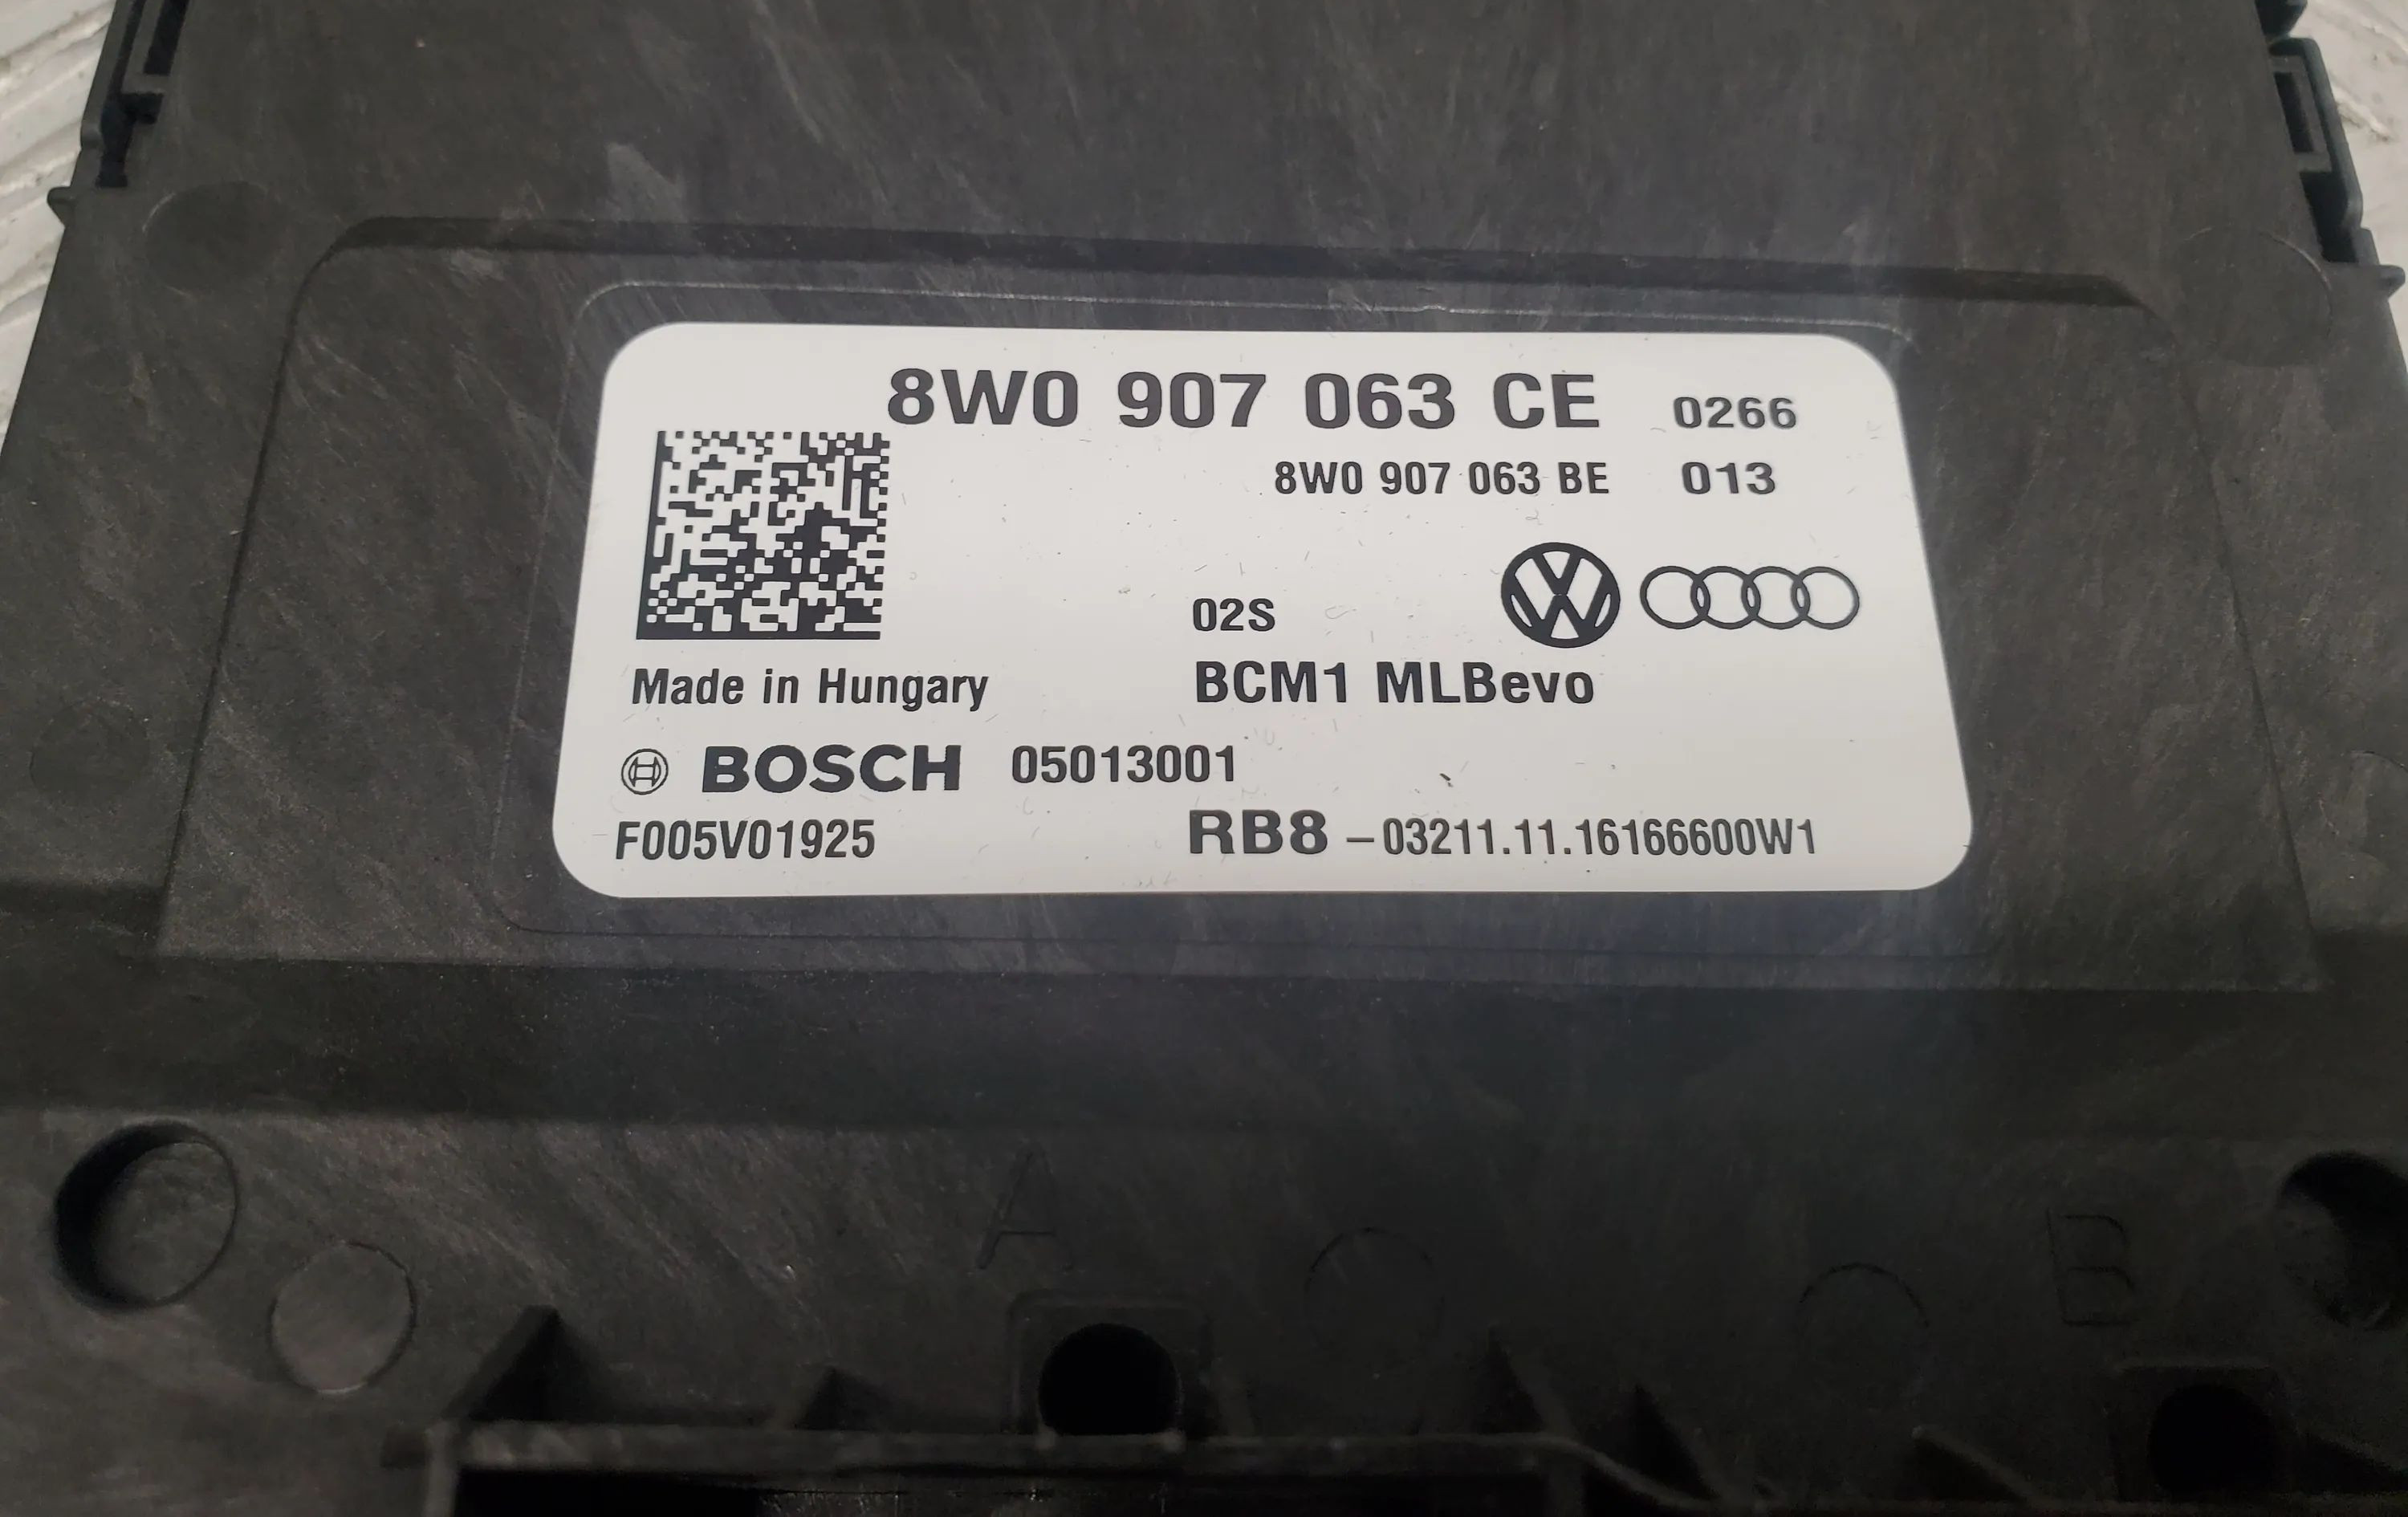 8W0 907 063 CE 0266
8W0 907 063 BE 013
02S
Made in Hungary BCM1 MLBevo
BOSCH 05013001
F005V01925 RB8 –03211.11.16166600W1
A B